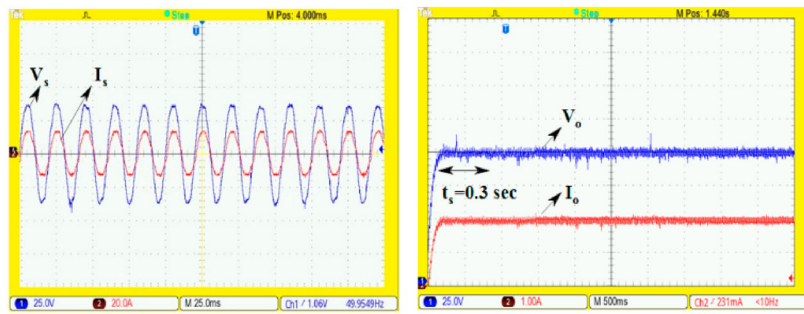 Stop M Pos: 4.000ms
Vs Is
2
1 25.0V 2 20.0A M 25.0ms Ch1 / 1.06V 49.9549Hz
Stop M Pos: 1.440s
Vo
ts=0.3 sec
Io
1 25.0V 2 1.00A M 500ms Ch2 / 231mA <10Hz